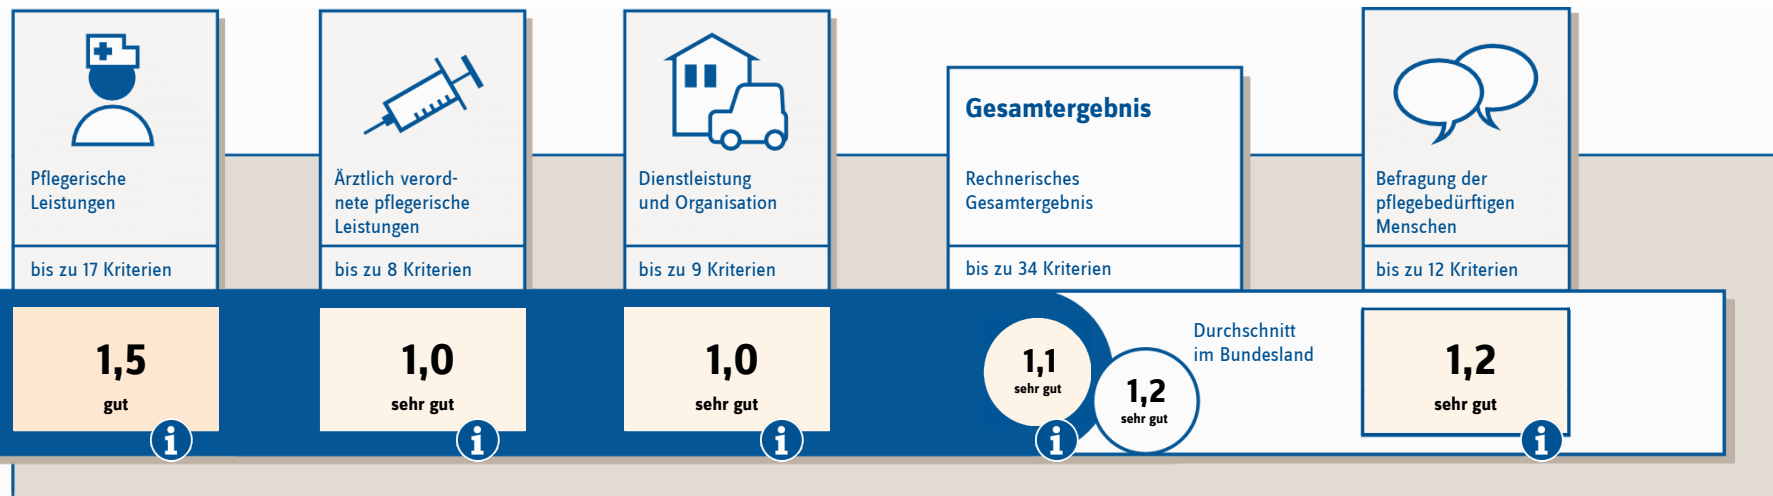 Pflegerische
Leistungen
bis zu 17 Kriterien
1,5
gut
i
Ärztlich verord-
nete pflegerische
Leistungen
bis zu 8 Kriterien
1,0
sehr gut
i
Dienstleistung
und Organisation
bis zu 9 Kriterien
1,0
sehr gut
i
Gesamtergebnis
Rechnerisches
Gesamtergebnis
bis zu 34 Kriterien
1,1
sehr gut
i
Durchschnitt
im Bundesland
1,2
sehr gut
Befragung der
pflegebedürftigen
Menschen
bis zu 12 Kriterien
1,2
sehr gut
i